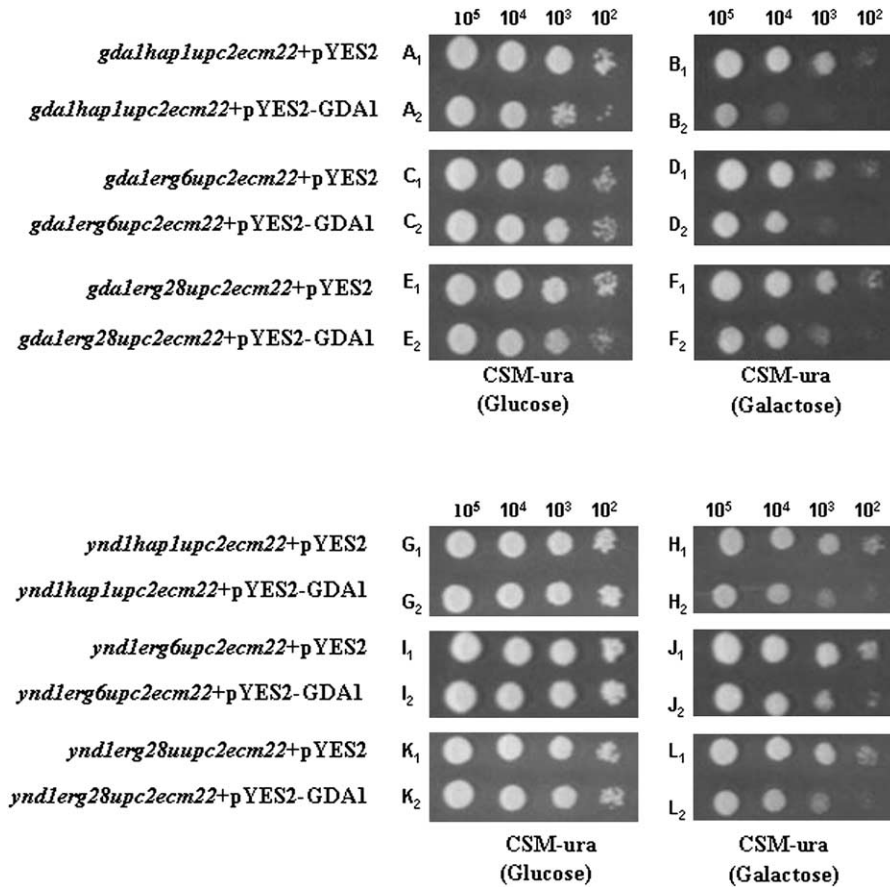 10⁵ 10⁴ 10³ 10² 10⁵ 10⁴ 10³ 10²
gda1hap1upc2ecm22+pYES2 A₁ B₁
gda1hap1upc2ecm22+pYES2-GDA1 A₂ B₂
gda1erg6upc2ecm22+pYES2 C₁ D₁
gda1erg6upc2ecm22+pYES2-GDA1 C₂ D₂
gda1erg28upc2ecm22+pYES2 E₁ F₁
gda1erg28upc2ecm22+pYES2-GDA1 E₂ F₂
CSM-ura CSM-ura
(Glucose) (Galactose)
10⁵ 10⁴ 10³ 10² 10⁵ 10⁴ 10³ 10²
ynd1hap1upc2ecm22+pYES2 G₁ H₁
ynd1hap1upc2ecm22+pYES2-GDA1 G₂ H₂
ynd1erg6upc2ecm22+pYES2 I₁ J₁
ynd1erg6upc2ecm22+pYES2-GDA1 I₂ J₂
ynd1erg28uupc2ecm22+pYES2 K₁ L₁
ynd1erg28upc2ecm22+pYES2-GDA1 K₂ L₂
CSM-ura CSM-ura
(Glucose) (Galactose)